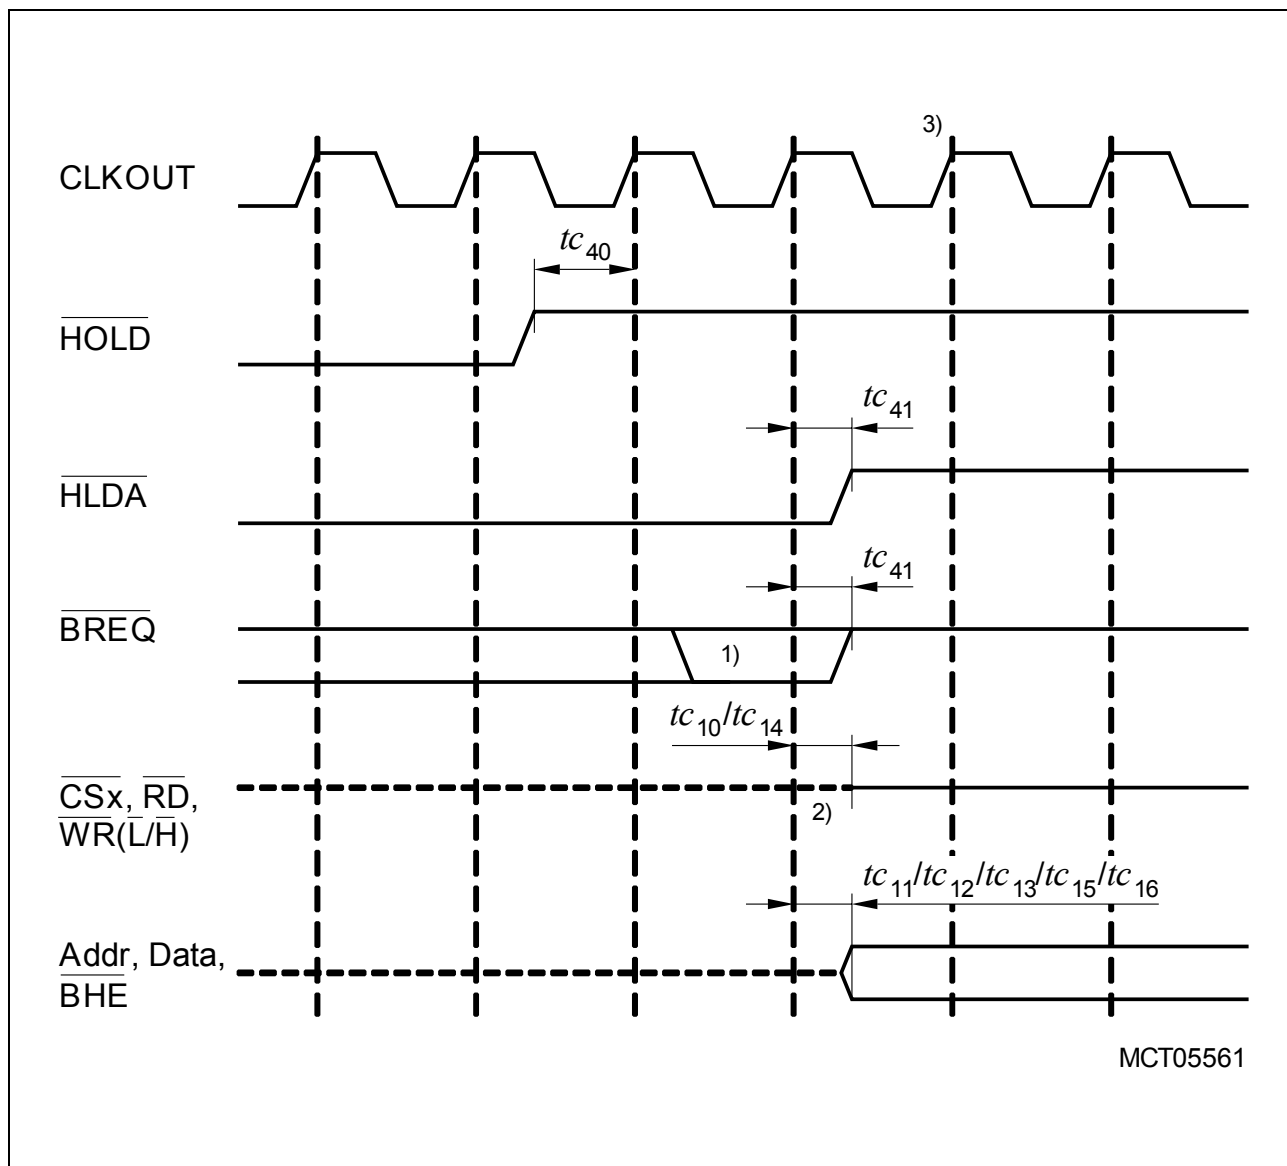 3)
CLKOUT
tc40
HOLD
tc41
HLDA
tc41
BREQ
1)
tc10/tc14
CSx, RD,
WR(L/H)
2)
tc11/tc12/tc13/tc15/tc16
Addr, Data,
BHE
MCT05561